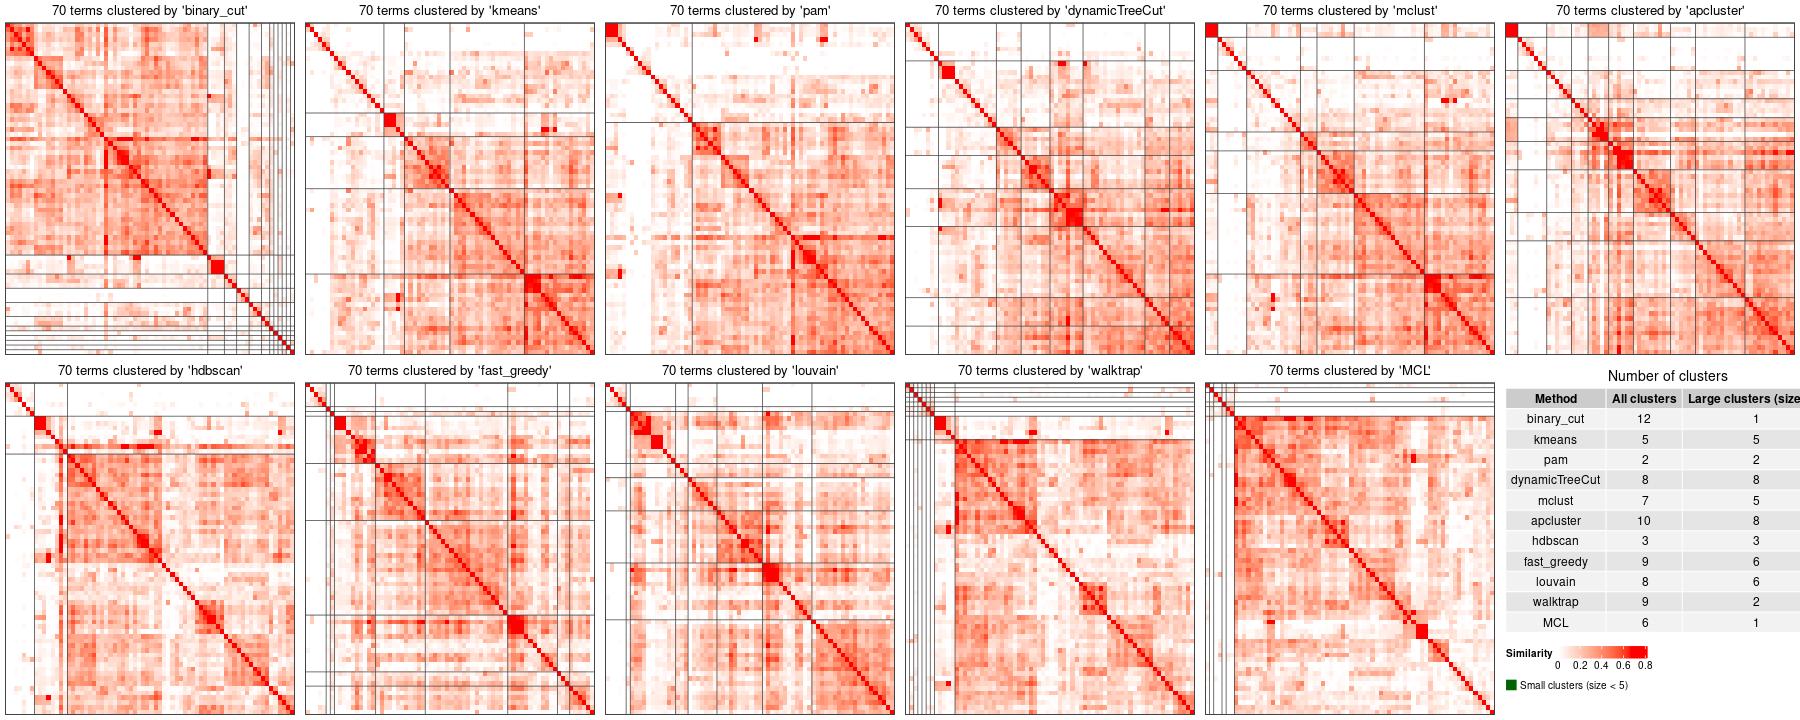 70 terms clustered by 'binary_cut'
70 terms clustered by 'kmeans'
70 terms clustered by 'pam'
70 terms clustered by 'dynamicTreeCut'
70 terms clustered by 'mclust'
70 terms clustered by 'apcluster'
70 terms clustered by 'hdbscan'
70 terms clustered by 'fast_greedy'
70 terms clustered by 'louvain'
70 terms clustered by 'walktrap'
70 terms clustered by 'MCL'
Number of clusters
Method All clusters Large clusters (size
binary_cut 12 1
kmeans 5 5
pam 2 2
dynamicTreeCut 8 8
mclust 7 5
apcluster 10 8
hdbscan 3 3
fast_greedy 9 6
louvain 8 6
walktrap 9 2
MCL 6 1
Similarity
0 0.2 0.4 0.6 0.8
Small clusters (size < 5)